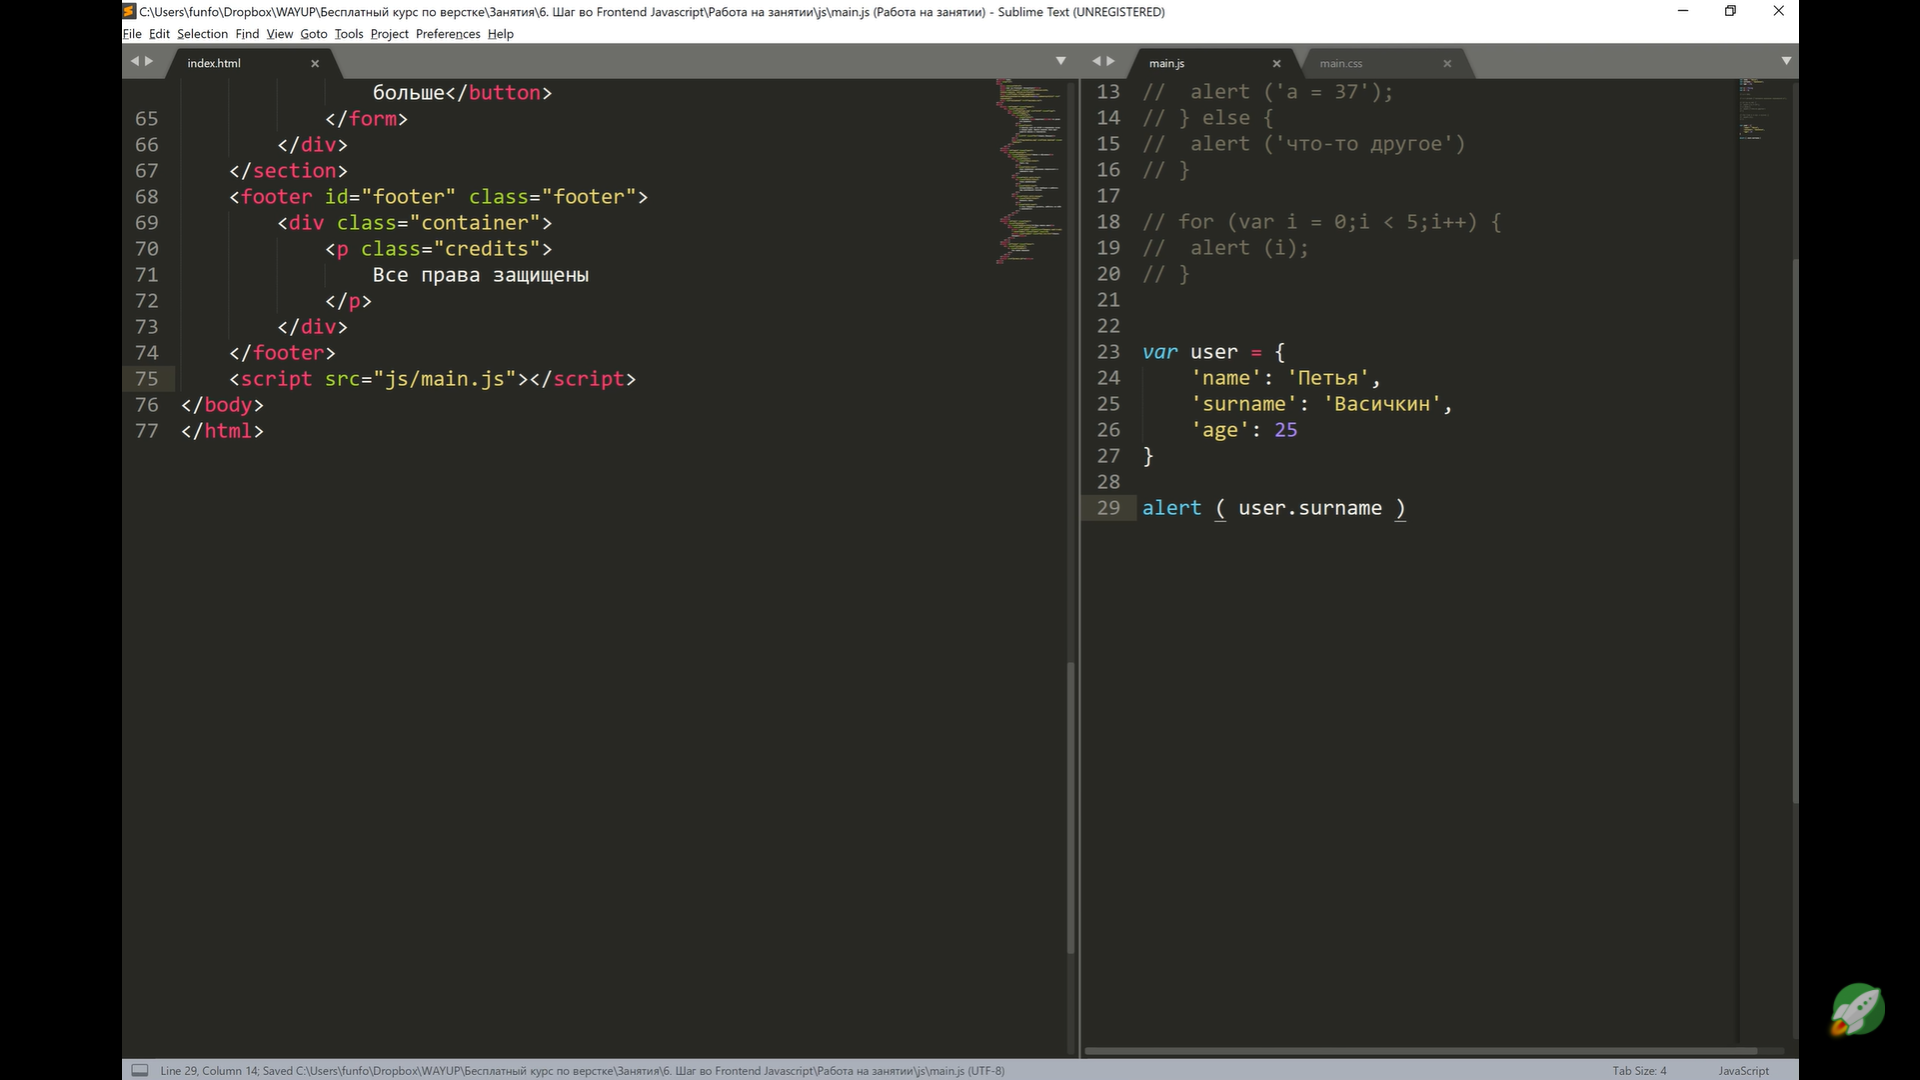 C:\Users\funfo\Dropbox\WAYUP\Бесплатный курс по верстке\Занятия\6. Шаг во Frontend Javascript\Работа на занятии\js\main.js (Работа на занятии) - Sublime Text (UNREGISTERED)
File Edit Selection Find View Goto Tools Project Preferences Help
index.html
больше</button>
65 </form>
66 </div>
67 </section>
68 <footer id="footer" class="footer">
69 <div class="container">
70 <p class="credits">
71 Все права защищены
72 </p>
73 </div>
74 </footer>
75 <script src="js/main.js"></script>
76 </body>
77 </html>
main.js
main.css
13 // alert ('a = 37');
14 // } else {
15 // alert ('что-то другое')
16 // }
17
18 // for (var i = 0;i < 5;i++) {
19 // alert (i);
20 // }
21
22
23 var user = {
24 'name': 'Петья',
25 'surname': 'Васичкин',
26 'age': 25
27 }
28
29 alert ( user.surname )
Line 29, Column 14; Saved C:\Users\funfo\Dropbox\WAYUP\Бесплатный курс по верстке\Занятия\6. Шаг во Frontend Javascript\Работа на занятии\js\main.js (UTF-8)
Tab Size: 4
JavaScript